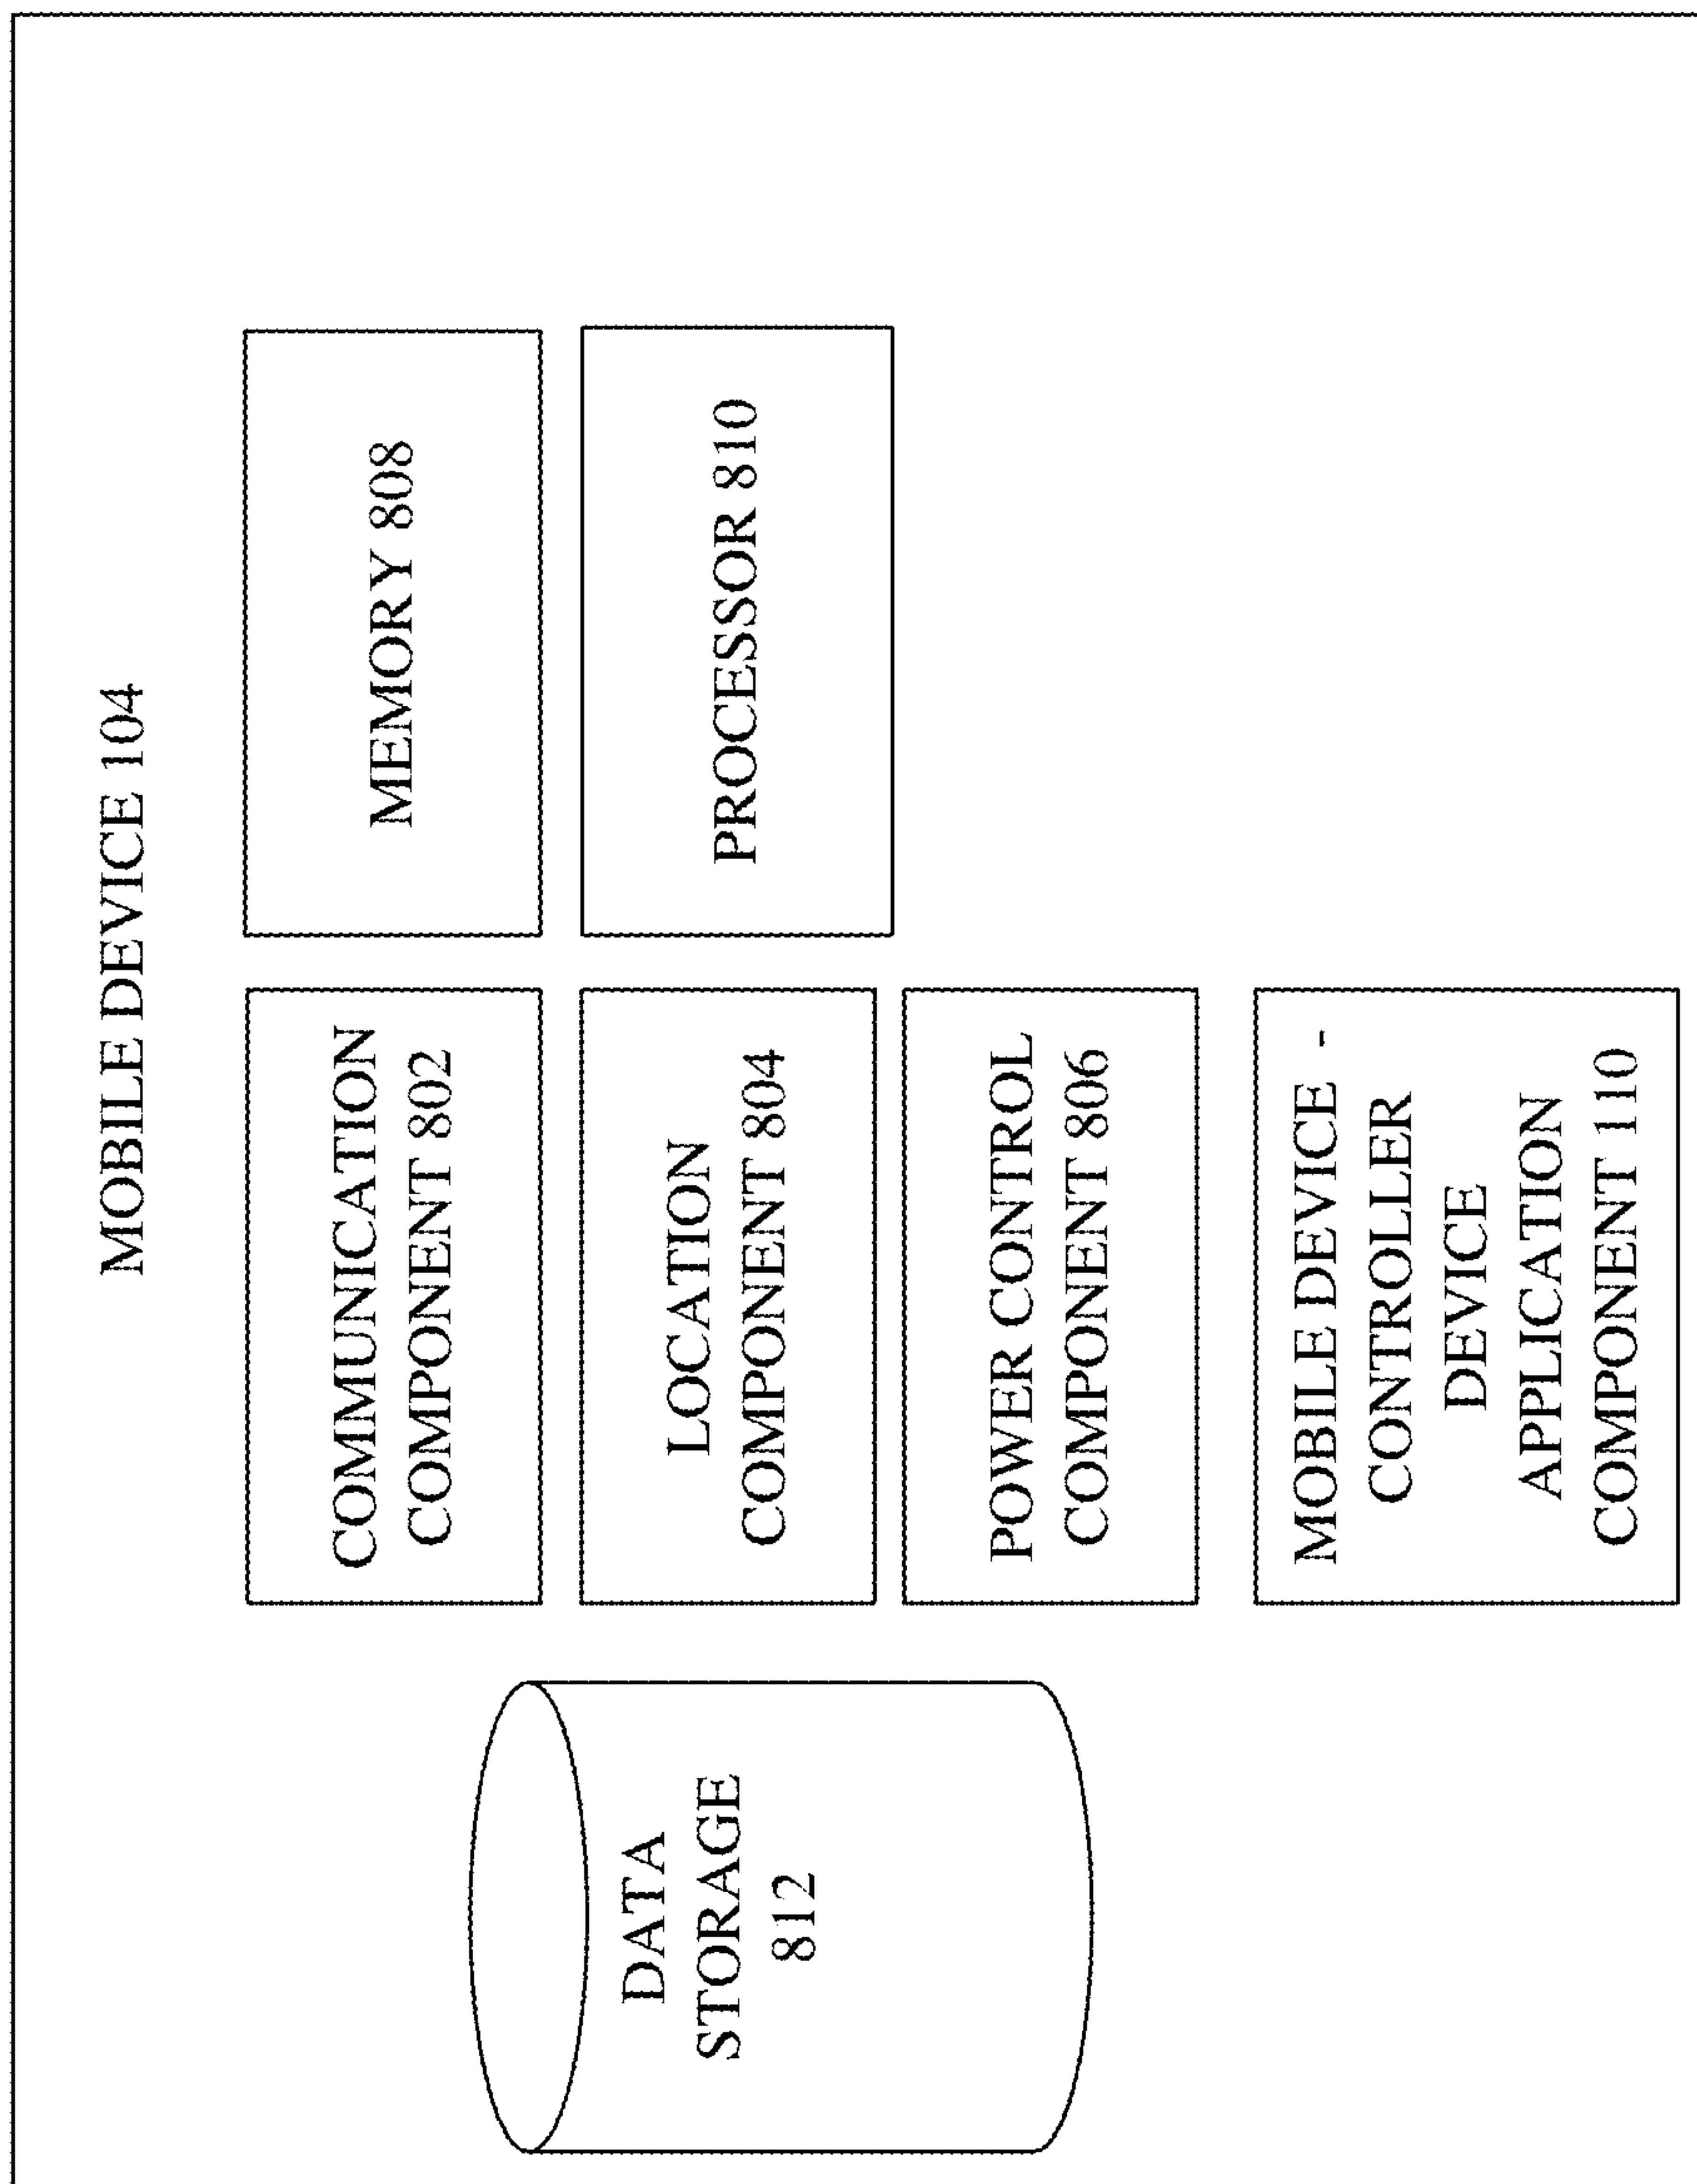 MOBILE DEVICE 104
DATA
STORAGE
812
COMMUNICATION
COMPONENT 802
LOCATION
COMPONENT 804
POWER CONTROL
COMPONENT 806
MOBILE DEVICE -
CONTROLLER
DEVICE
APPLICATION
COMPONENT 110
MEMORY 808
PROCESSOR 810